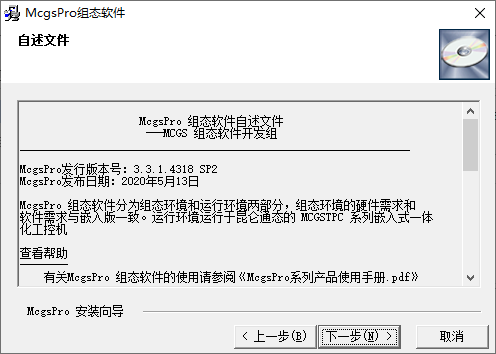 McgsPro组态软件
自述文件
McgsPro 组态软件自述文件
——MCGS 组态软件开发组
McgsPro发行版本号: 3.3.1.4318 SP2
McgsPro发布日期: 2020年5月13日
McgsPro 组态软件分为组态环境和运行环境两部分，组态环境的硬件需求和
软件需求与嵌入版一致。运行环境运行于昆仑通态的 MCGSTPC 系列嵌入式一体
化工控机
查看帮助
有关McgsPro 组态软件的使用请参阅《McgsPro系列产品使用手册.pdf》
McgsPro 安装向导
< 上一步(B) 下一步(N) > 取消